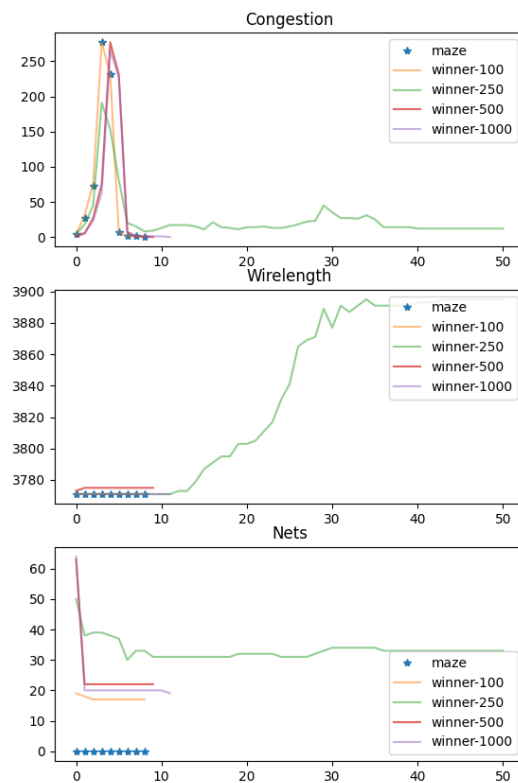 Congestion
250
200
150
100
50
0
maze
winner-100
winner-250
winner-500
winner-1000
0 10 20 30 40 50
Wirelength
3900
3880
3860
3840
3820
3800
3780
maze
winner-100
winner-250
winner-500
winner-1000
0 10 20 30 40 50
Nets
60
50
40
30
20
10
0
maze
winner-100
winner-250
winner-500
winner-1000
0 10 20 30 40 50